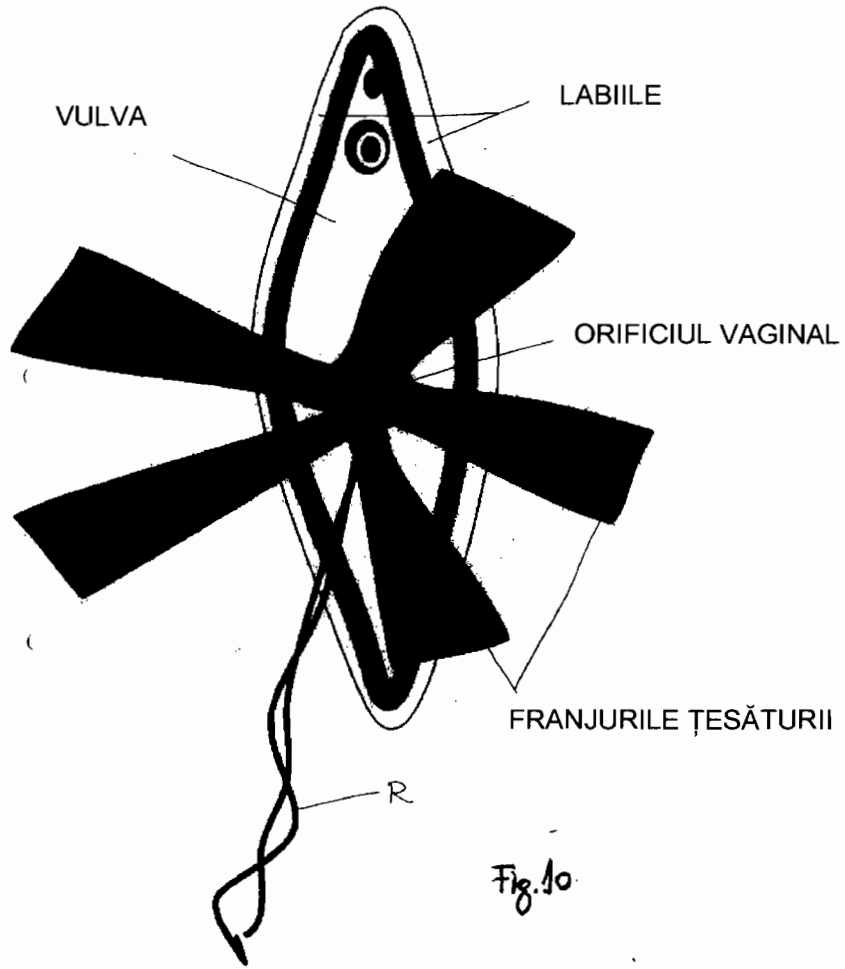 VULVA
LABIILE
ORIFICIUL VAGINAL
FRANJURILE ȚESĂTURII
R
Fig.10